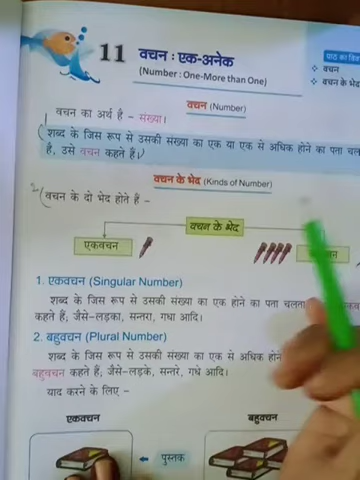 11 वचन : एक-अनेक
(Number : One-More than One)
वचन
वचन के भेद
वचन (Number)
1 वचन का अर्थ है - संख्या।
(शब्द के जिस रूप से उसकी संख्या का एक या एक से अधिक होने का पता
है, उसे वचन कहते हैं।)
वचन के भेद (Kinds of Number)
2 (वचन के दो भेद होते हैं -
वचन के भेद
एकवचन
1. एकवचन (Singular Number)
शब्द के जिस रूप से उसकी संख्या का एक होने का पता
कहते हैं, जैसे-लड़का, सन्तरा, गधा आदि।
2. बहुवचन (Plural Number)
शब्द के जिस रूप से उसकी संख्या का एक से अधिक
बहुवचन कहते हैं, जैसे-लड़के, सन्तरे, गधे आदि।
याद करने के लिए -
एकवचन बहुवचन
पुस्तक